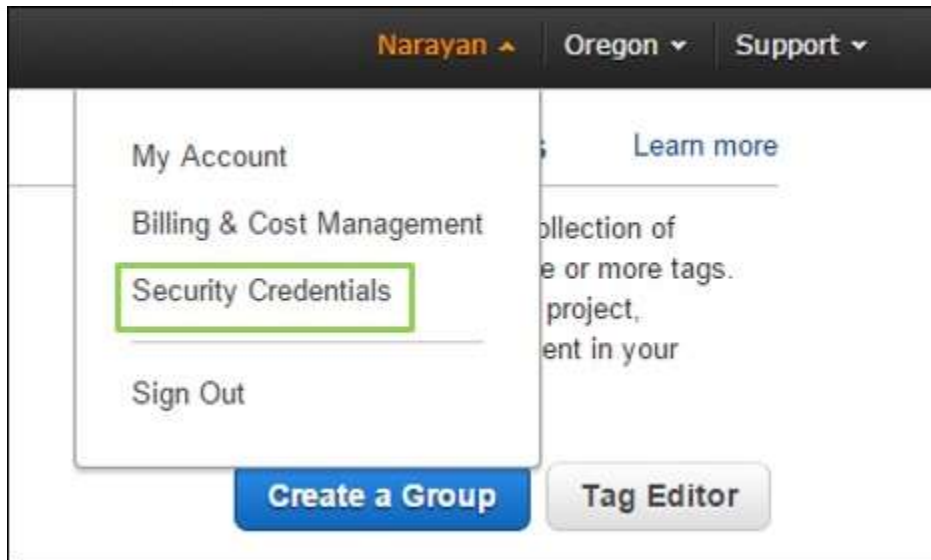 Narayan Oregon Support
My Account
Learn more
Billing & Cost Management
ollection of
e or more tags.
Security Credentials
project,
ent in your
Sign Out
Create a Group Tag Editor